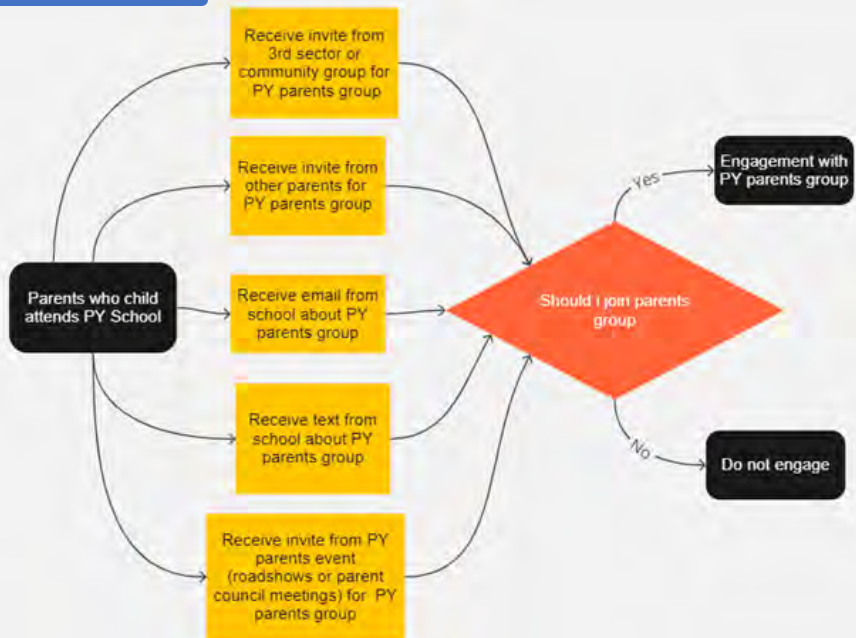 Receive invite from
3rd sector or
community group for
PY parents group
Receive invite from
other parents for
PY parents group
Parents who child
attends PY School
Receive email from
school about PY
parents group
Receive text from
school about PY
parents group
Receive invite from PY
parents event
(roadshows or parent
council meetings) for PY
parents group
Should i join parents
group
Yes
Engagement with
PY parents group
No
Do not engage